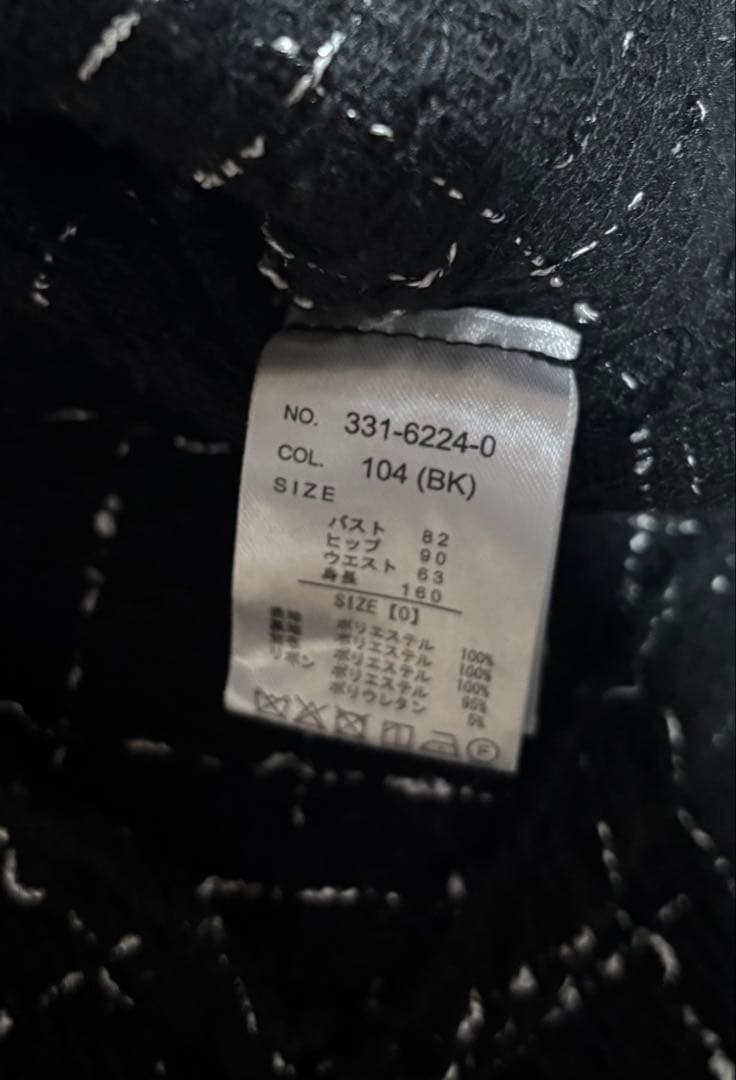 NO. 331-6224-0
COL. 104 (BK)
SIZE
バスト 82
ヒップ 90
ウエスト 63
身長 160
SIZE【0】
ポリエステル 100%
ポリエステル 100%
ポリエステル 100%
リボン ポリエステル 95%
ポリウレタン 5%
F